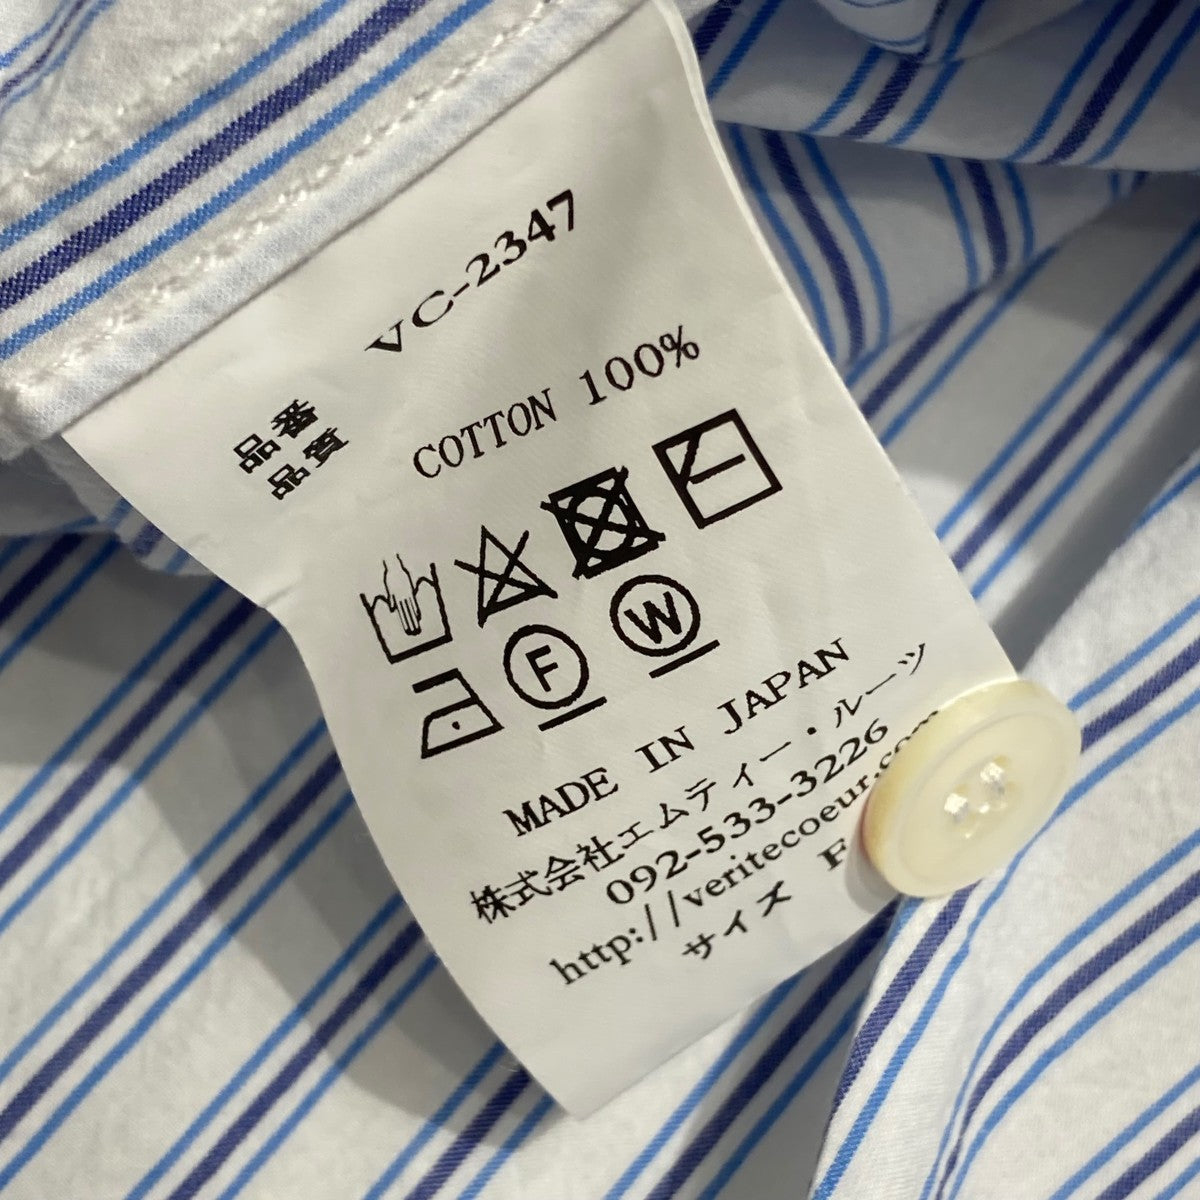 品番 VC-2347
品質 COTTON 100%
F W
MADE IN JAPAN
株式会社エムティー・ルーツ
092-533-3226
http://veritecoeur.com
サイズ F